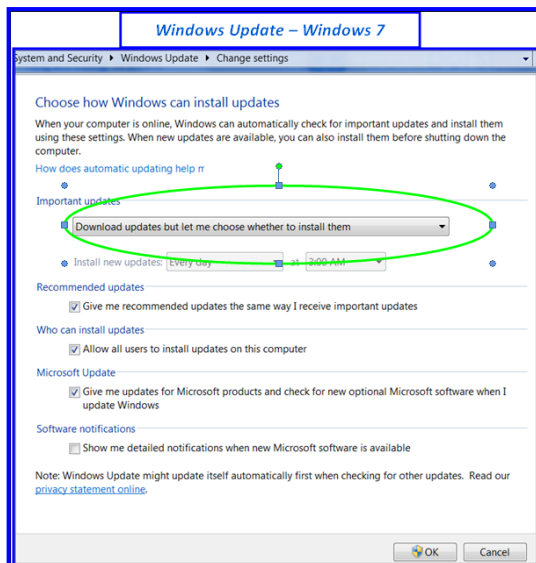 Windows Update – Windows 7
System and Security ▸ Windows Update ▸ Change settings
Choose how Windows can install updates
When your computer is online, Windows can automatically check for important updates and install them
using these settings. When new updates are available, you can also install them before shutting down the
computer.
How does automatic updating help m
Important updates
Download updates but let me choose whether to install them
Install new updates: Every day at 3:00 AM
Recommended updates
Give me recommended updates the same way I receive important updates
Who can install updates
Allow all users to install updates on this computer
Microsoft Update
Give me updates for Microsoft products and check for new optional Microsoft software when I
update Windows
Software notifications
Show me detailed notifications when new Microsoft software is available
Note: Windows Update might update itself automatically first when checking for other updates. Read our
privacy statement online.
OK Cancel